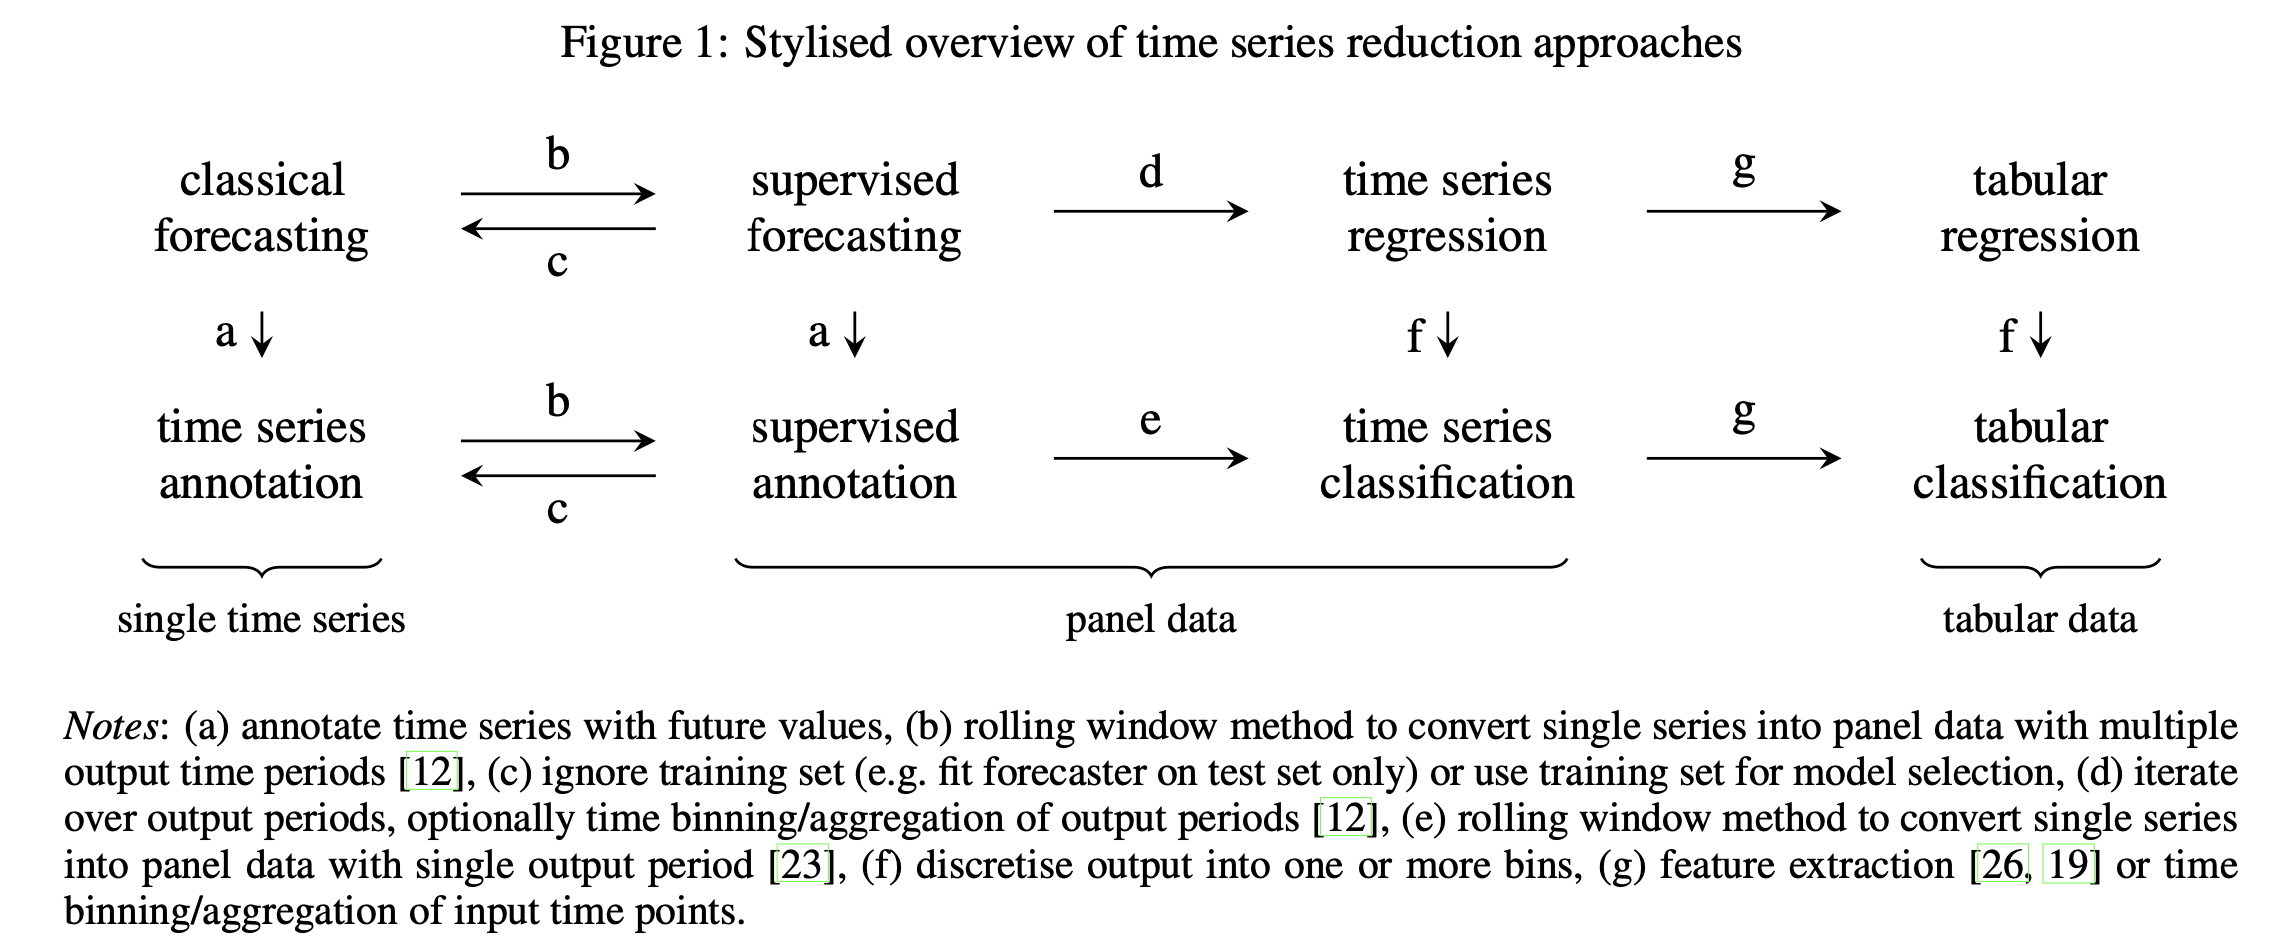 Figure 1: Stylised overview of time series reduction approaches
classical
forecasting
b
c
supervised
forecasting
d
time series
regression
g
tabular
regression
a
a
f
f
time series
annotation
b
c
supervised
annotation
e
time series
classification
g
tabular
classification
single time series
panel data
tabular data
Notes: (a) annotate time series with future values, (b) rolling window method to convert single series into panel data with multiple
output time periods [12], (c) ignore training set (e.g. fit forecaster on test set only) or use training set for model selection, (d) iterate
over output periods, optionally time binning/aggregation of output periods [12], (e) rolling window method to convert single series
into panel data with single output period [23], (f) discretise output into one or more bins, (g) feature extraction [26, 19] or time
binning/aggregation of input time points.